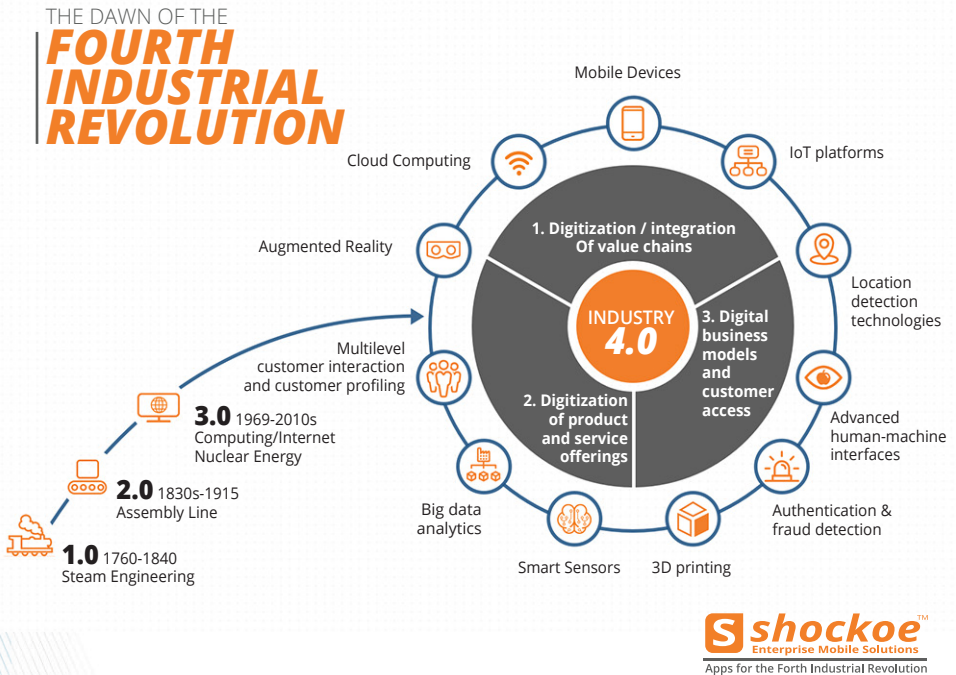 THE DAWN OF THE
FOURTH
INDUSTRIAL
REVOLUTION
Mobile Devices
Cloud Computing
IoT platforms
Augmented Reality
1. Digitization / integration
Of value chains
Location
detection
technologies
INDUSTRY
4.0
3. Digital
business
models
and
customer
access
Multilevel
customer interaction
and customer profiling
2. Digitization
of product
and service
offerings
3.0 1969-2010s
Computing/Internet
Nuclear Energy
Advanced
human-machine
interfaces
2.0 1830s-1915
Assembly Line
Big data
analytics
Authentication &
fraud detection
1.0 1760-1840
Steam Engineering
Smart Sensors
3D printing
S shockoe™
Enterprise Mobile Solutions
Apps for the Forth Industrial Revolution